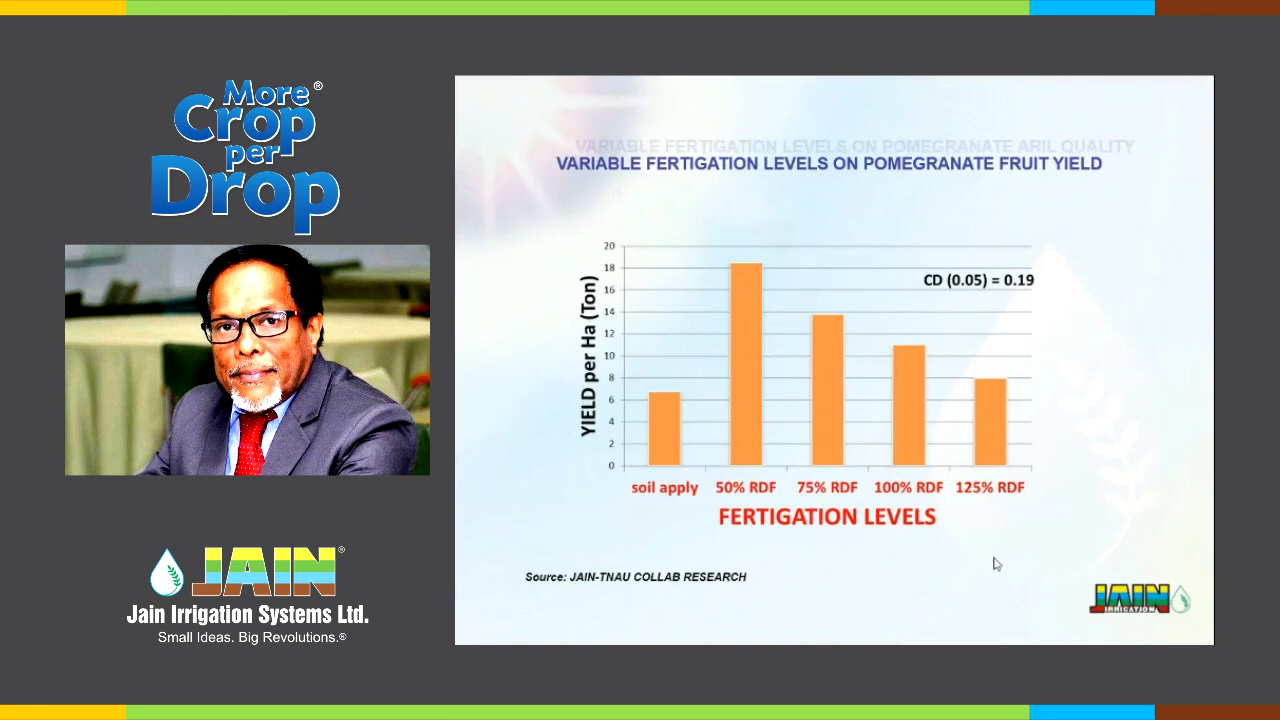 More®
Crop
per
Drop
JAIN®
Jain Irrigation Systems Ltd.
Small Ideas. Big Revolutions.®
VARIABLE FERTIGATION LEVELS ON POMEGRANATE ARIL QUALITY
VARIABLE FERTIGATION LEVELS ON POMEGRANATE FRUIT YIELD
YIELD per Ha (Ton)
20
18
16
14
12
10
8
6
4
2
0
CD (0.05) = 0.19
soil apply 50% RDF 75% RDF 100% RDF 125% RDF
FERTIGATION LEVELS
Source: JAIN-TNAU COLLAB RESEARCH
JAIN
IRRIGATION